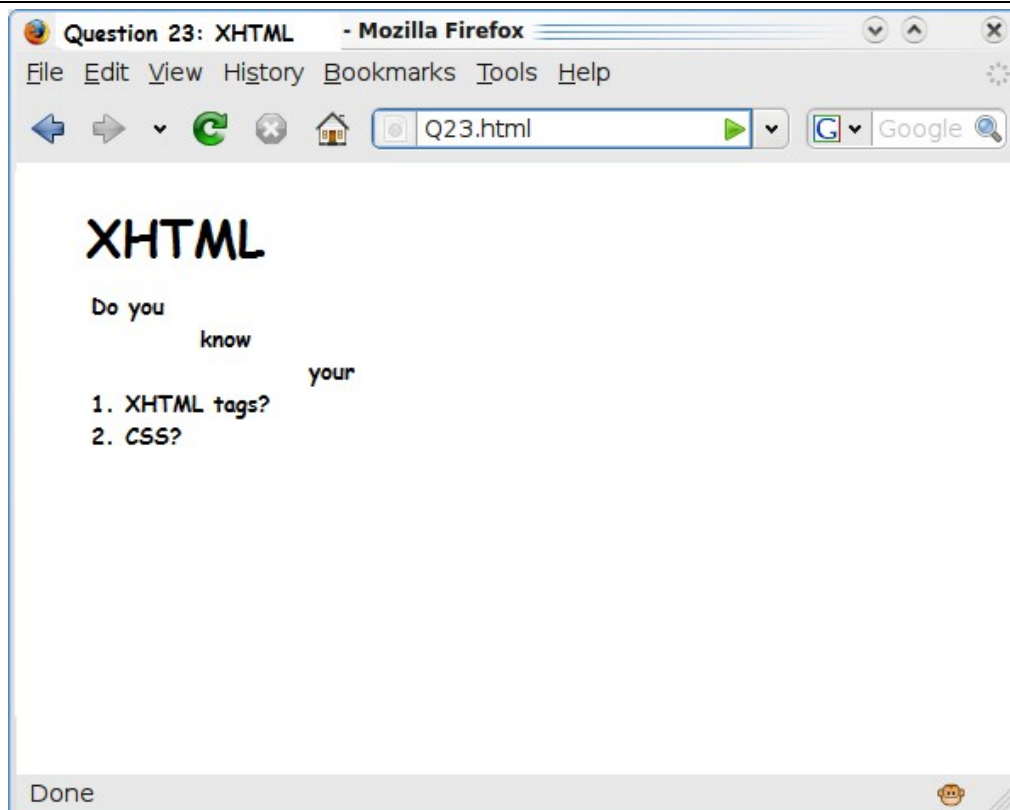 Question 23: XHTML - Mozilla Firefox
File Edit View History Bookmarks Tools Help
Q23.html G Google
XHTML
Do you
know
your
1. XHTML tags?
2. CSS?
Done